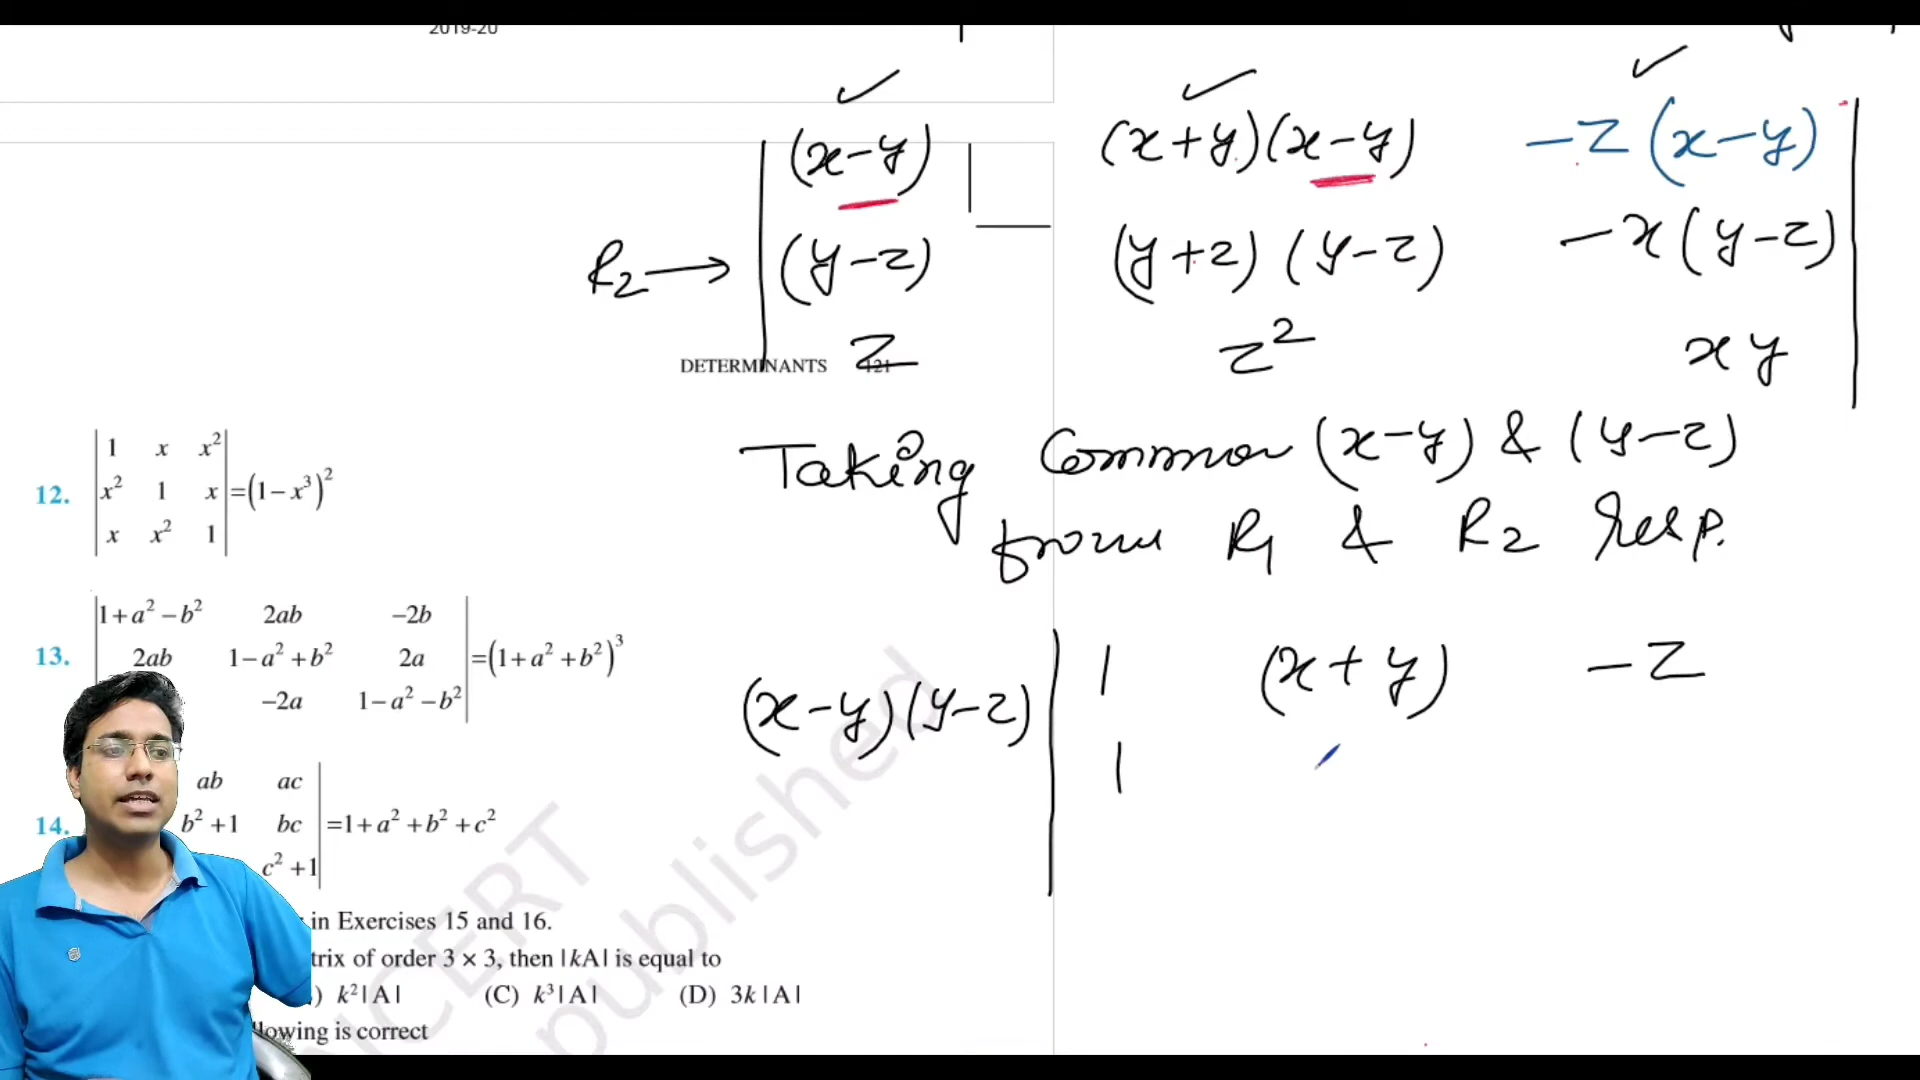 2019-20
(x-y) (x+y)(x-y) -z(x-y)
R2→ (y-z) (y+z)(y-z) -x(y-z)
z z² xy
DETERMINANTS 121
Taking Common (x-y) & (y-z)
from R1 & R2 resp.
(x-y)(y-z) | 1 (x+y) -z
1
12. | 1 x x² |
| x² 1 x | =(1-x³)²
| x x² 1 |
13. | 1+a²-b² 2ab -2b |
| 2ab 1-a²+b² 2a | =(1+a²+b²)³
-2a 1-a²-b² |
14. ab ac |
b²+1 bc | =1+a²+b²+c²
c²+1 |
in Exercises 15 and 16.
trix of order 3 × 3, then |kA| is equal to
) k²|A| (C) k³|A| (D) 3k|A|
llowing is correct
NCERT
published